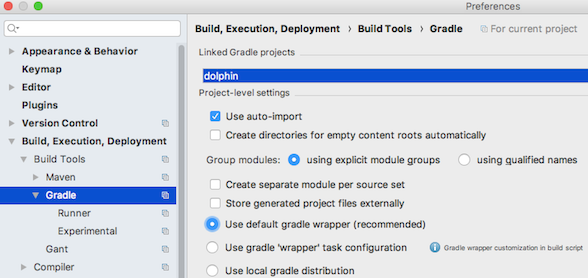 Preferences
Appearance & Behavior
Keymap
Editor
Plugins
Version Control
Build, Execution, Deployment
Build Tools
Maven
Gradle
Runner
Experimental
Gant
Compiler
Build, Execution, Deployment › Build Tools › Gradle For current project
Linked Gradle projects
dolphin
Project-level settings
Use auto-import
Create directories for empty content roots automatically
Group modules: using explicit module groups using qualified names
Create separate module per source set
Store generated project files externally
Use default gradle wrapper (recommended)
Use gradle 'wrapper' task configuration Gradle wrapper customization in build script
Use local gradle distribution